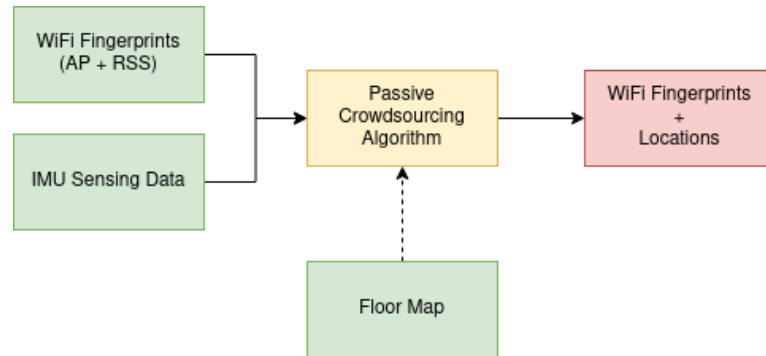 WiFi Fingerprints
(AP + RSS)
IMU Sensing Data
Passive
Crowdsourcing
Algorithm
WiFi Fingerprints
+
Locations
Floor Map